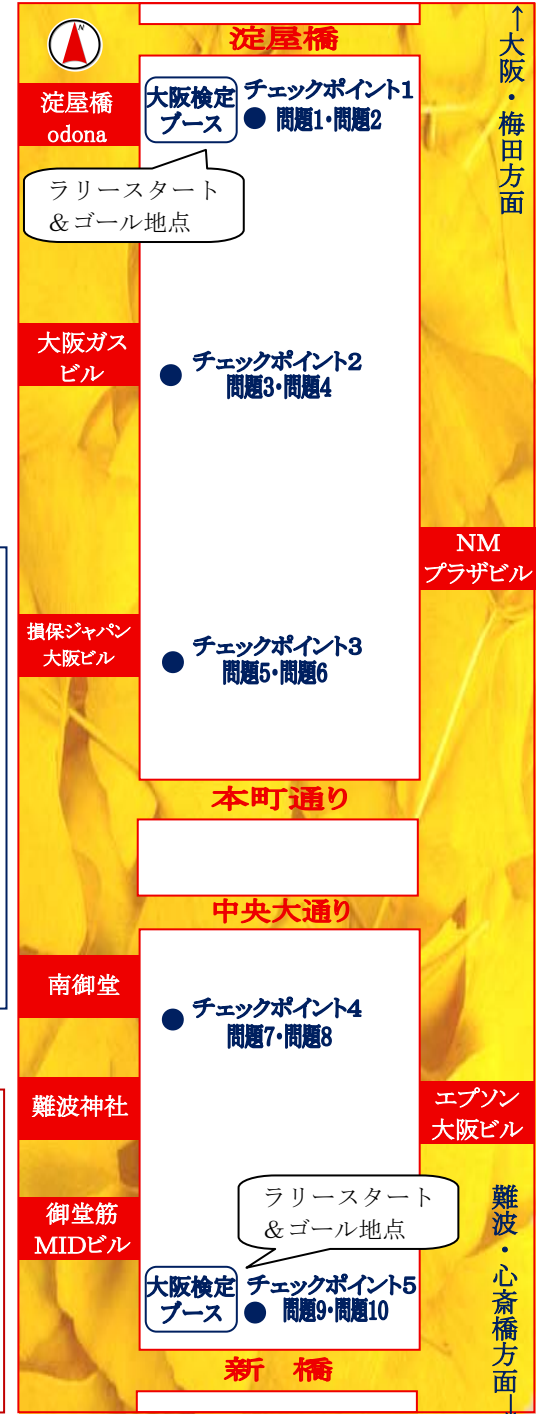 N
淀屋橋
↑大阪・梅田方面
淀屋橋
odona
大阪検定
ブース
チェックポイント1
● 問題1・問題2
ラリースタート
&ゴール地点
大阪ガス
ビル
チェックポイント2
問題3・問題4
NM
プラザビル
損保ジャパン
大阪ビル
チェックポイント3
問題5・問題6
本町通り
中央大通り
南御堂
チェックポイント4
問題7・問題8
難波神社
エプソン
大阪ビル
御堂筋
MIDビル
ラリースタート
&ゴール地点
難波・心斎橋方面↓
大阪検定
ブース
チェックポイント5
● 問題9・問題10
新 橋